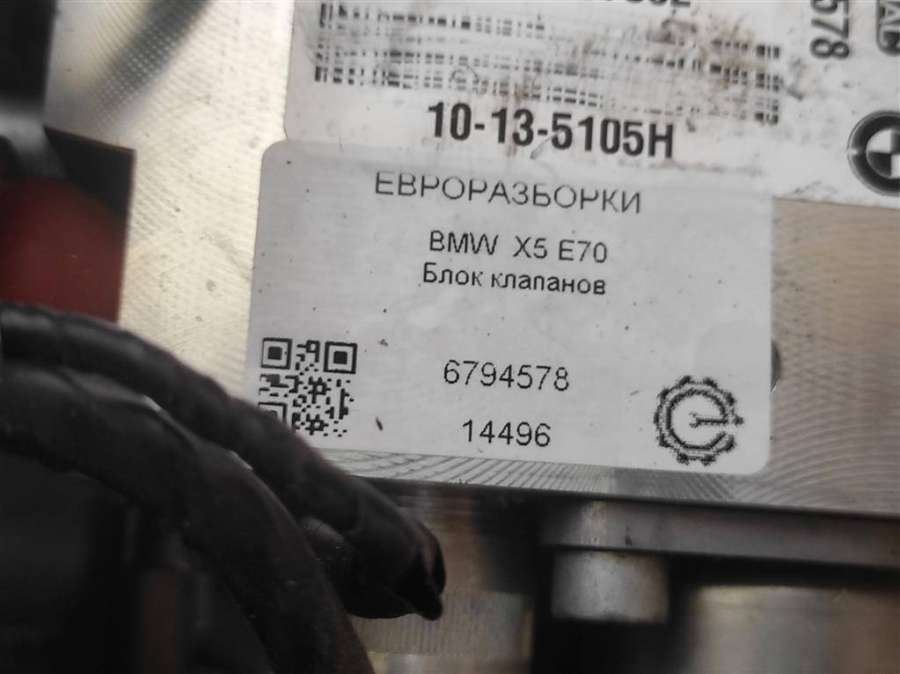 10-13-5105H
578
ЕВРОРАЗБОРКИ
BMW X5 E70
Блок клапанов
6794578
14496